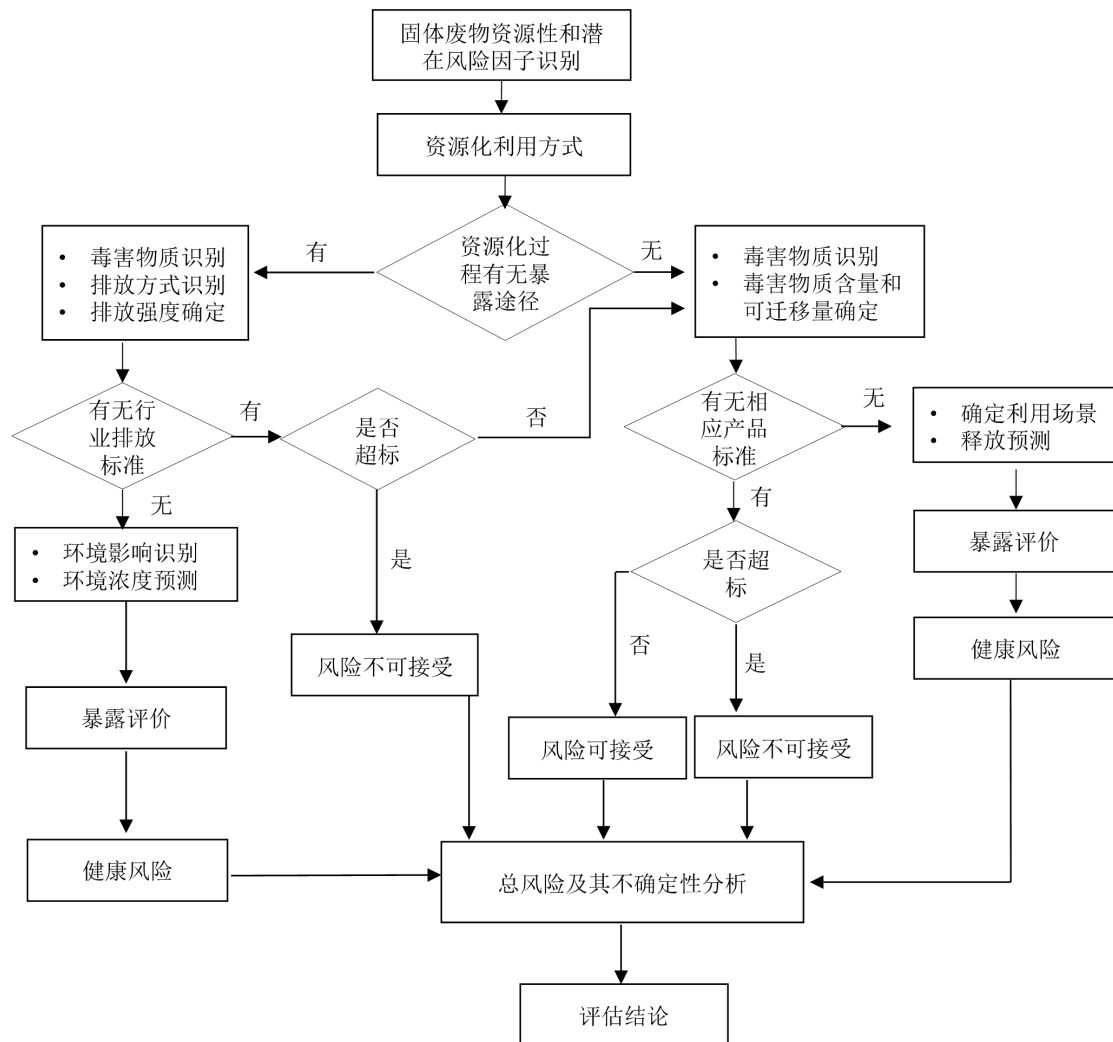 固体废物资源性和潜
在风险因子识别
资源化利用方式
资源化过
程有无暴
露途径
有
无
• 毒害物质识别
• 排放方式识别
• 排放强度确定
• 毒害物质识别
• 毒害物质含量和
可迁移量确定
有无行
业排放
标准
有
是否
超标
否
有无相
应产品
标准
无
• 确定利用场景
• 释放预测
无
是
有
• 环境影响识别
• 环境浓度预测
是否超
标
暴露评价
否
是
风险不可接受
健康风险
暴露评价
风险可接受
风险不可接受
健康风险
总风险及其不确定性分析
评估结论